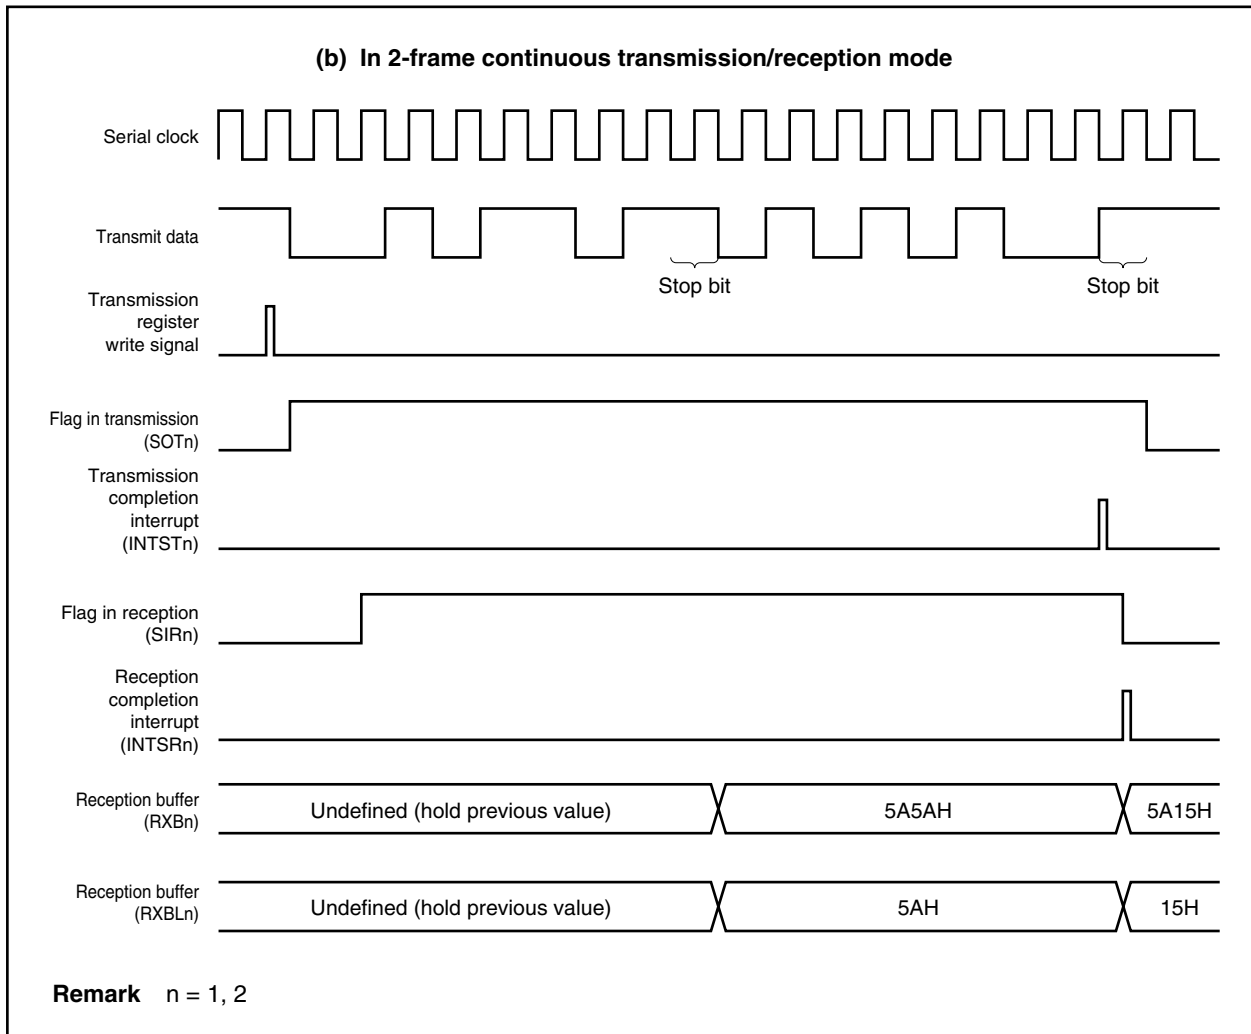 (b) In 2-frame continuous transmission/reception mode
Serial clock
Transmit data
Stop bit
Stop bit
Transmission
register
write signal
Flag in transmission
(SOTn)
Transmission
completion
interrupt
(INTSTn)
Flag in reception
(SIRn)
Reception
completion
interrupt
(INTSRn)
Reception buffer
(RXBn)
Undefined (hold previous value)
5A5AH
5A15H
Reception buffer
(RXBLn)
Undefined (hold previous value)
5AH
15H
Remark n = 1, 2